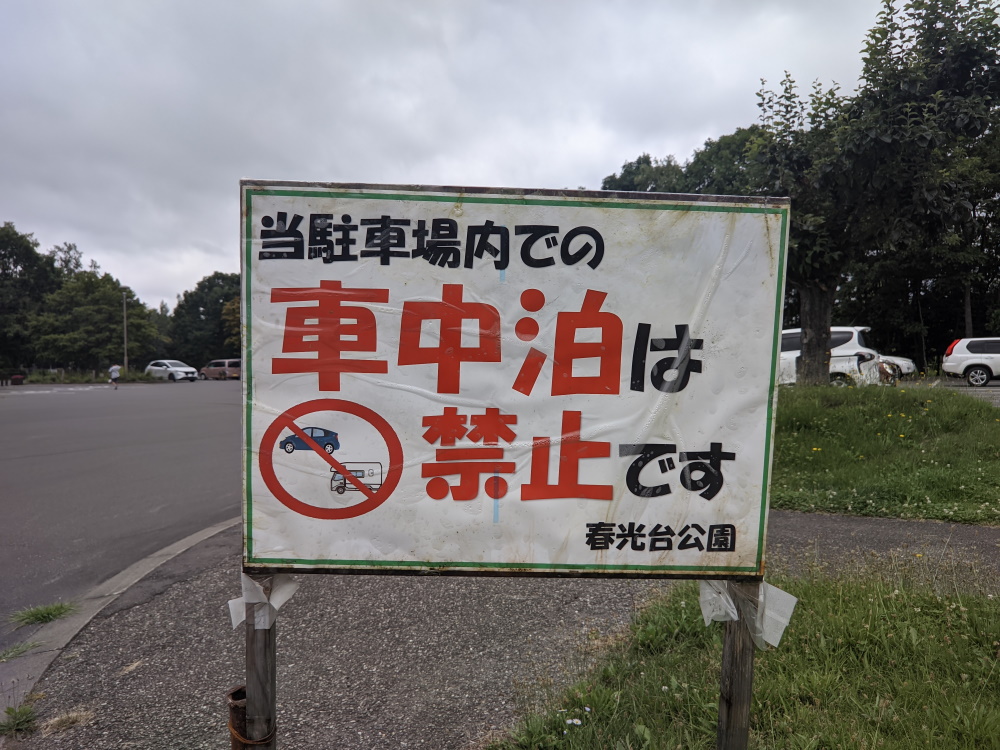 当駐車場内での
車中泊は
禁止です
春光台公園